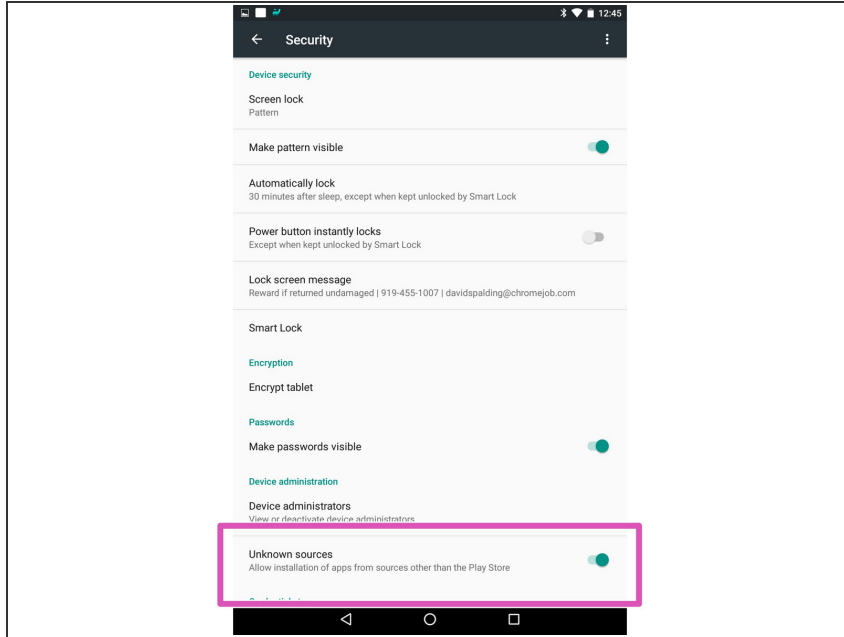 12:45
Security
Device security
Screen lock
Pattern
Make pattern visible
Automatically lock
30 minutes after sleep, except when kept unlocked by Smart Lock
Power button instantly locks
Except when kept unlocked by Smart Lock
Lock screen message
Reward if returned undamaged | 919-455-1007 | davidspalding@chromejob.com
Smart Lock
Encryption
Encrypt tablet
Passwords
Make passwords visible
Device administration
Device administrators
View or deactivate device administrators
Unknown sources
Allow installation of apps from sources other than the Play Store